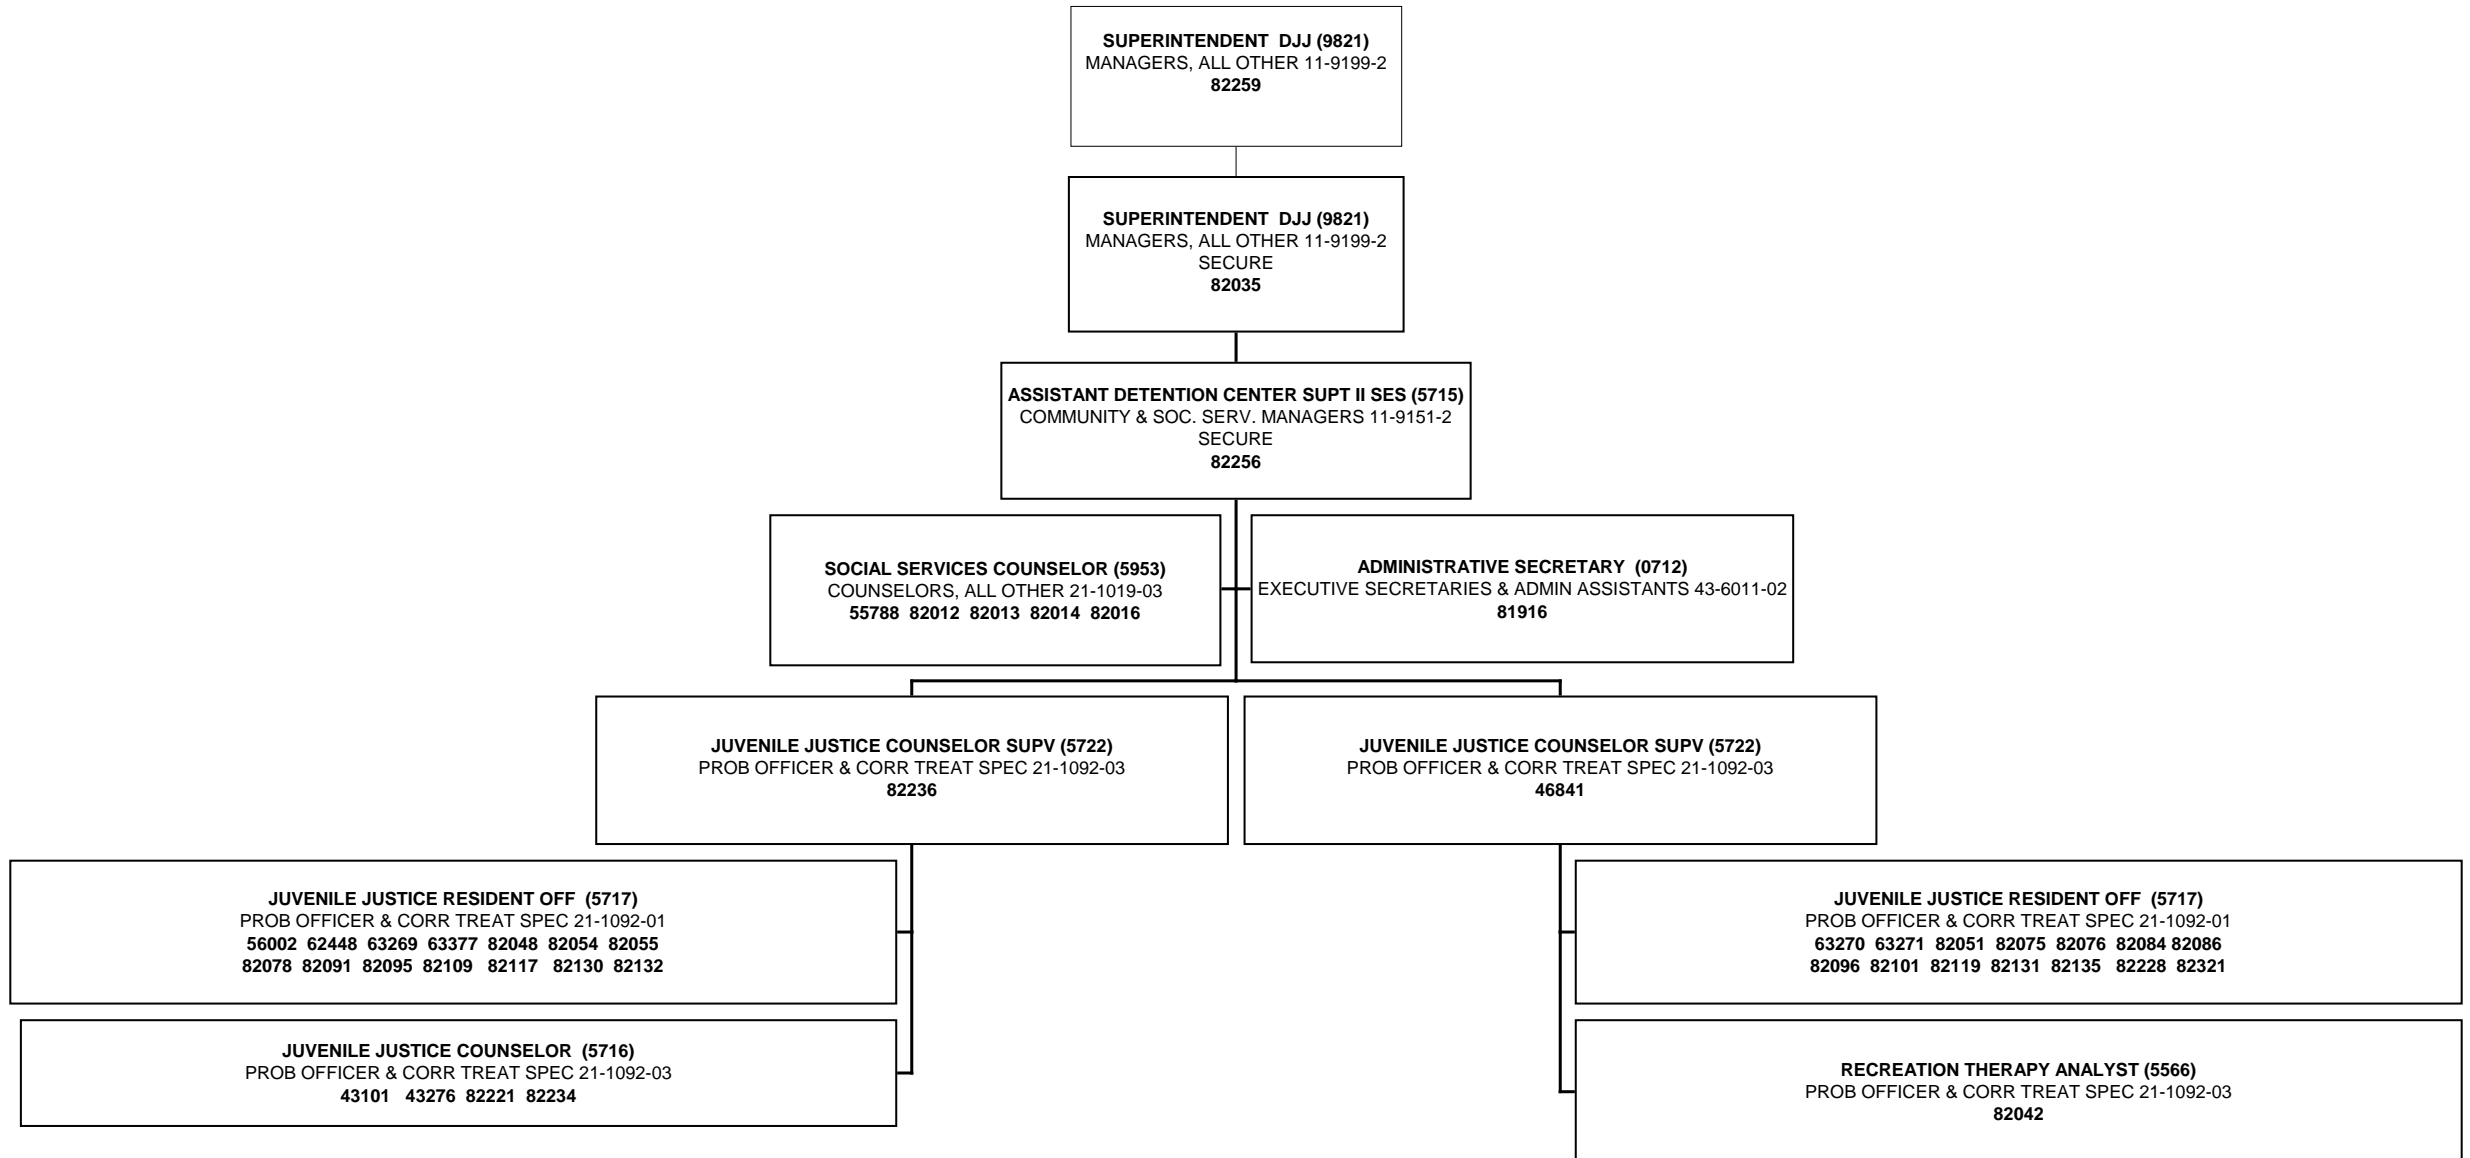 SUPERINTENDENT  DJJ (9821)
MANAGERS, ALL OTHER 11-9199-2
82259
SUPERINTENDENT  DJJ (9821)
MANAGERS, ALL OTHER 11-9199-2
SECURE
82035
ASSISTANT DETENTION CENTER SUPT II SES (5715)
COMMUNITY & SOC. SERV. MANAGERS 11-9151-2
SECURE
82256
SOCIAL SERVICES COUNSELOR (5953)
COUNSELORS, ALL OTHER 21-1019-03
55788  82012  82013  82014  82016
ADMINISTRATIVE SECRETARY  (0712)
EXECUTIVE SECRETARIES & ADMIN ASSISTANTS 43-6011-02
81916
JUVENILE JUSTICE COUNSELOR SUPV (5722)
PROB OFFICER & CORR TREAT SPEC 21-1092-03
82236
JUVENILE JUSTICE COUNSELOR SUPV (5722)
PROB OFFICER & CORR TREAT SPEC 21-1092-03
46841
JUVENILE JUSTICE RESIDENT OFF  (5717)
PROB OFFICER & CORR TREAT SPEC 21-1092-01
56002  62448  63269  63377  82048  82054  82055
82078  82091  82095  82109   82117   82130  82132
JUVENILE JUSTICE RESIDENT OFF  (5717)
PROB OFFICER & CORR TREAT SPEC 21-1092-01
63270  63271  82051  82075  82076  82084 82086
82096  82101  82119  82131  82135   82228  82321
JUVENILE JUSTICE COUNSELOR  (5716)
PROB OFFICER & CORR TREAT SPEC 21-1092-03
43101   43276  82221  82234
RECREATION THERAPY ANALYST (5566)
PROB OFFICER & CORR TREAT SPEC 21-1092-03
82042